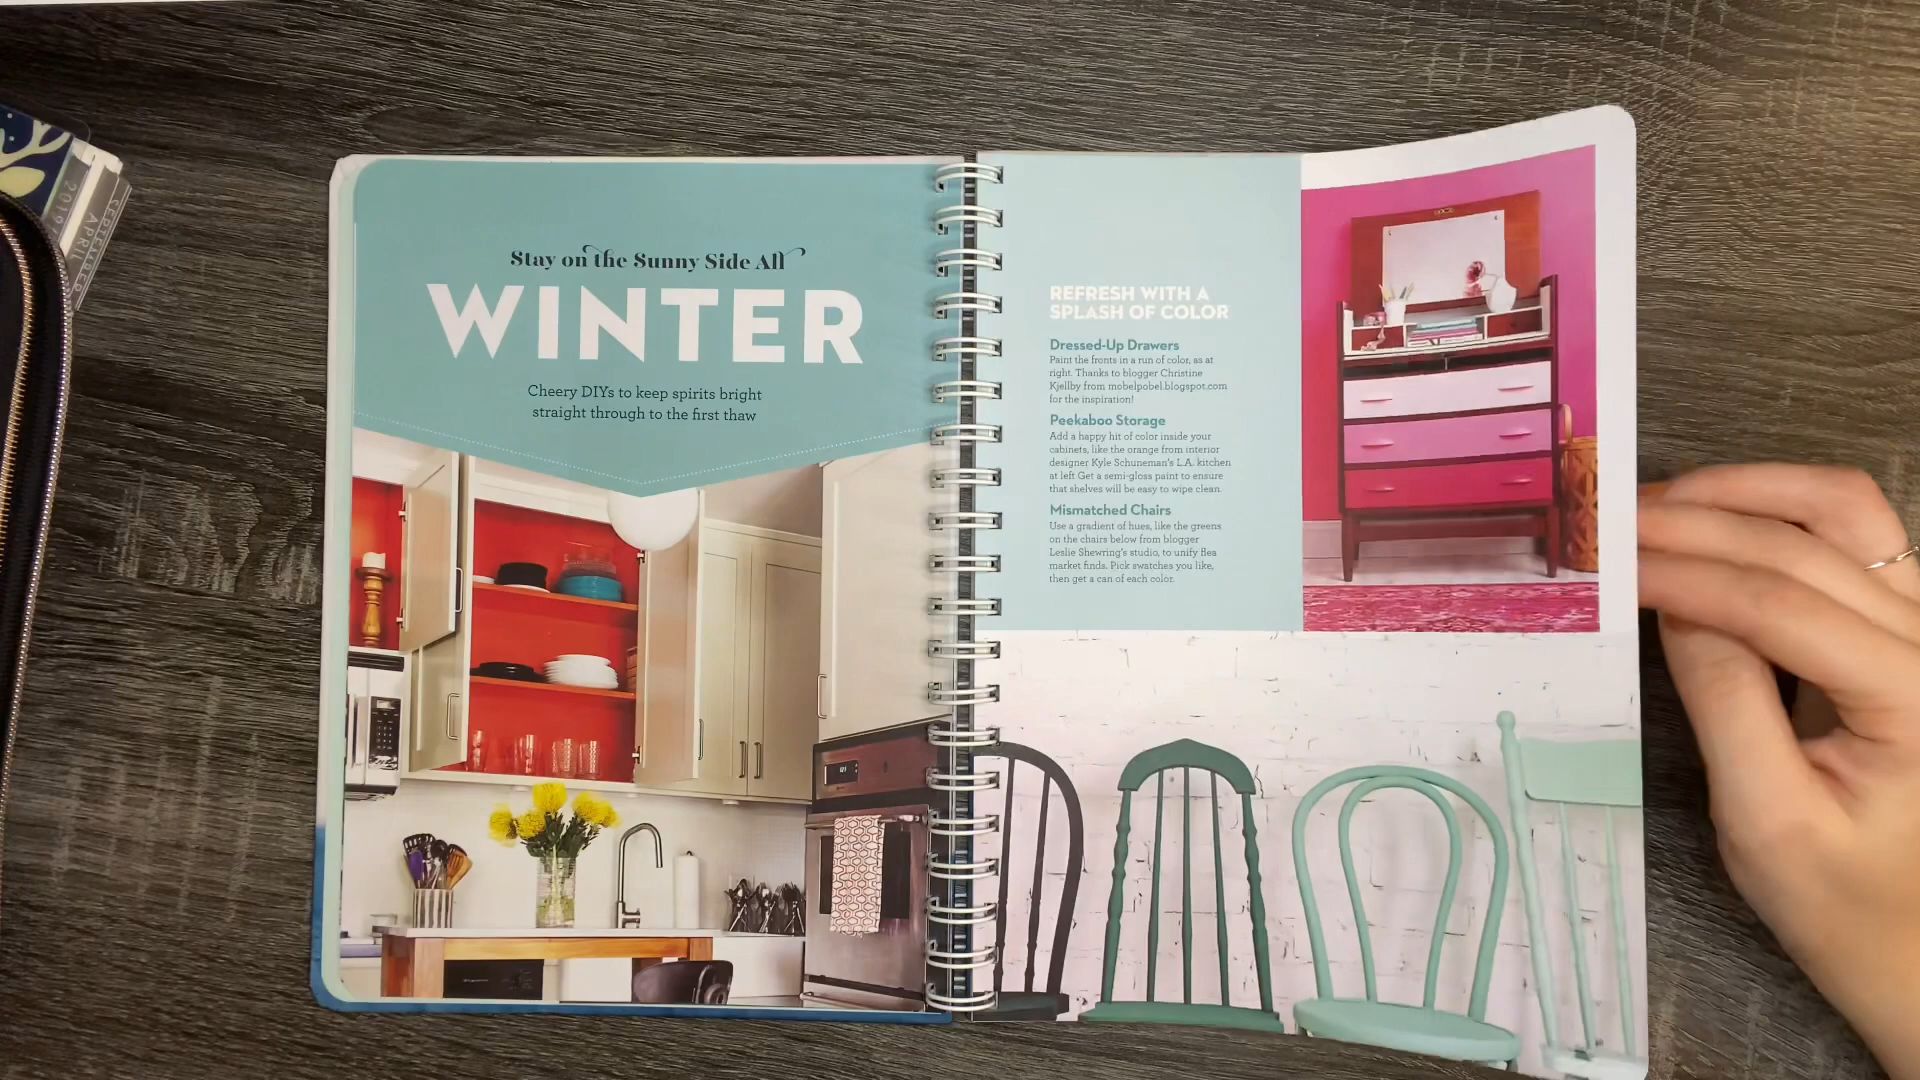 Stay on the Sunny Side All
WINTER
Cheery DIYs to keep spirits bright
straight through to the first thaw
REFRESH WITH A
SPLASH OF COLOR
Dressed-Up Drawers
Paint the fronts in a run of color, as at
right. Thanks to blogger Christine
Kjellby from mobelpobel.blogspot.com
for the inspiration!
Peekaboo Storage
Add a happy hit of color inside your
cabinets, like the orange from interior
designer Kyle Schuneman's L.A. kitchen
at left Get a semi-gloss paint to ensure
that shelves will be easy to wipe clean.
Mismatched Chairs
Use a gradient of hues, like the greens
on the chairs below from blogger
Leslie Shewring's studio, to unify flea
market finds. Pick swatches you like,
then get a can of each color.
SEPTEMBER
APRIL